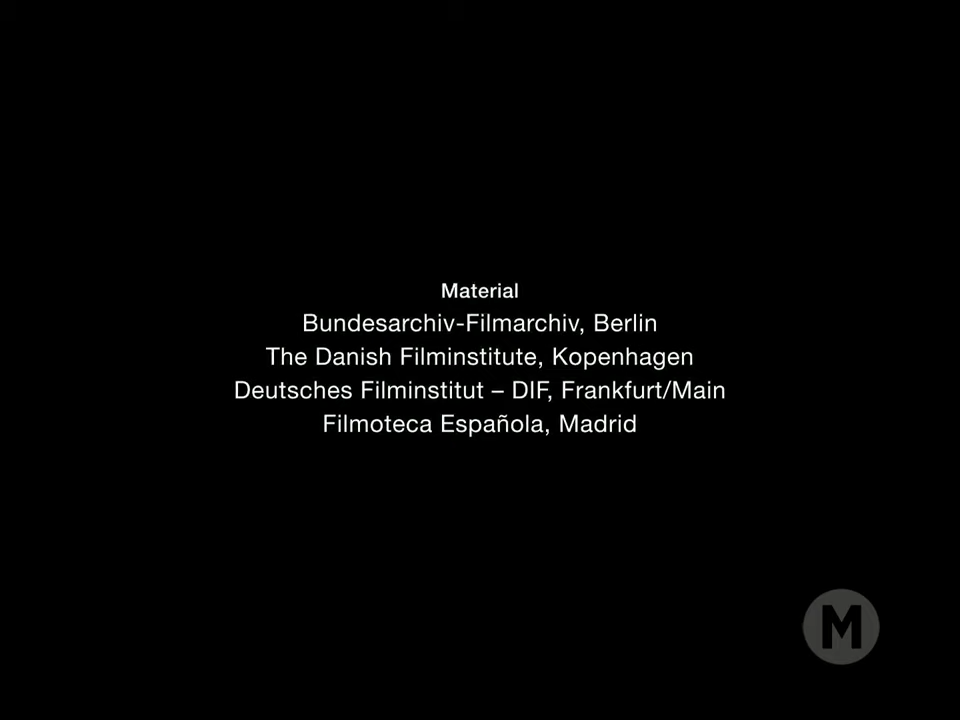 Material
Bundesarchiv-Filmarchiv, Berlin
The Danish Filminstitute, Kopenhagen
Deutsches Filminstitut – DIF, Frankfurt/Main
Filmoteca Española, Madrid
M